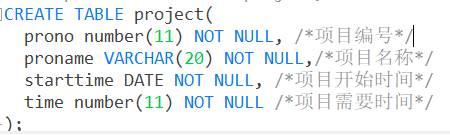 CREATE TABLE project(
prono number(11) NOT NULL, /*项目编号*/
proname VARCHAR(20) NOT NULL,/*项目名称*/
starttime DATE NOT NULL, /*项目开始时间*/
time number(11) NOT NULL /*项目需要时间*/
);